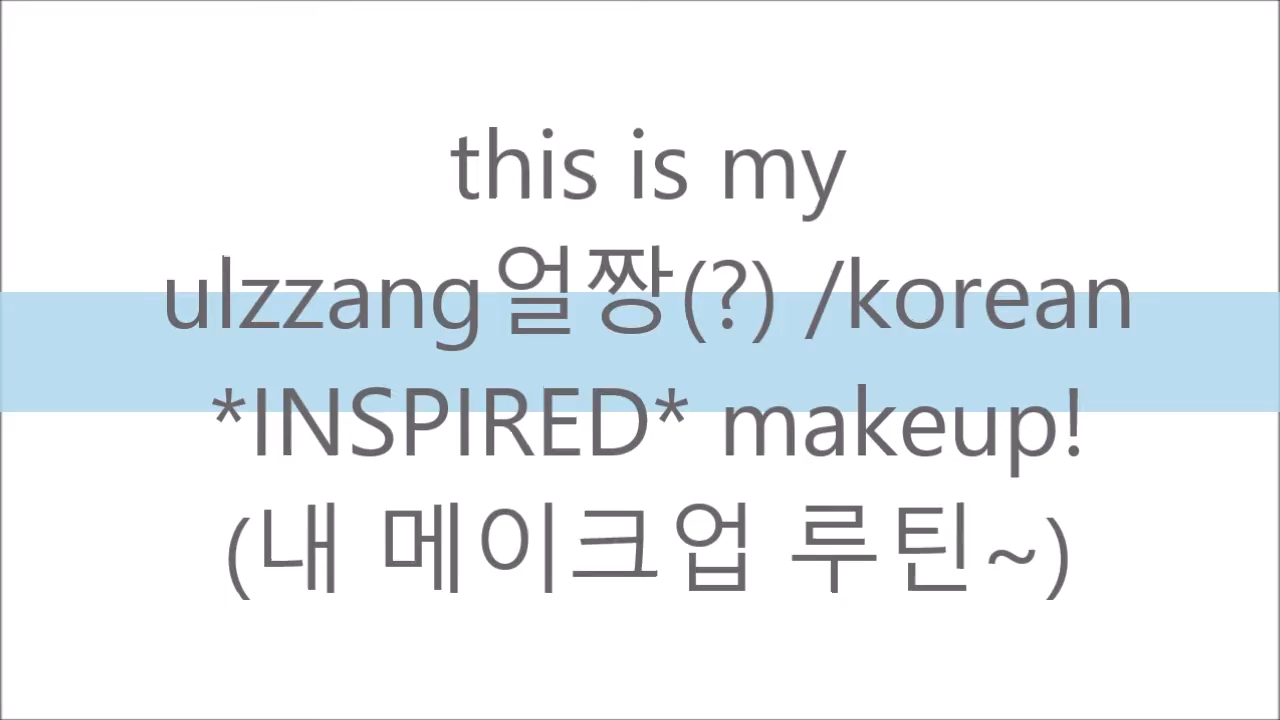 this is my
ulzzang얼짱(?) /korean
*INSPIRED* makeup!
(내 메이크업 루틴~)